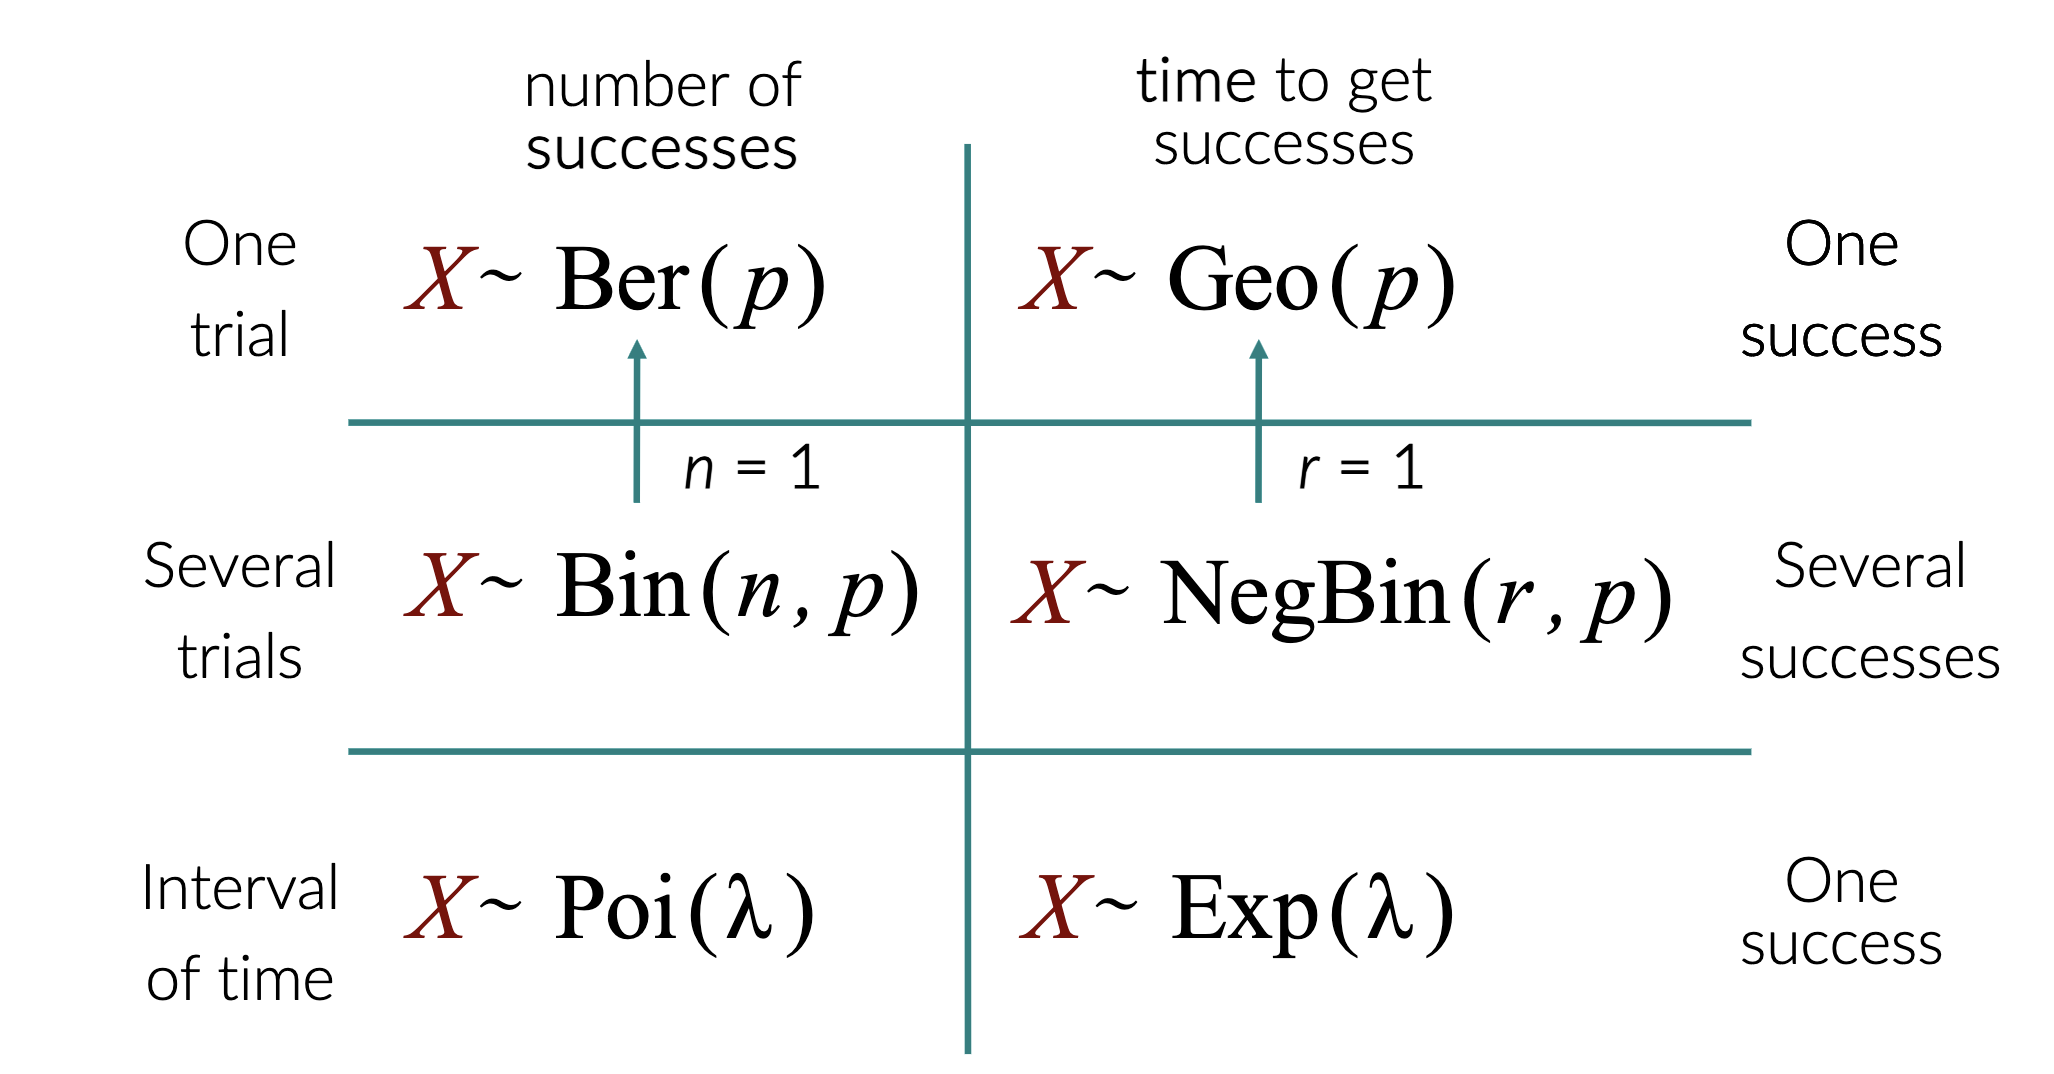 number of
successes
time to get
successes
One
trial
X ~ Ber(p)
X ~ Geo(p)
One
success
n = 1
r = 1
Several
trials
X ~ Bin(n, p)
X ~ NegBin(r, p)
Several
successes
Interval
of time
X ~ Poi(λ)
X ~ Exp(λ)
One
success